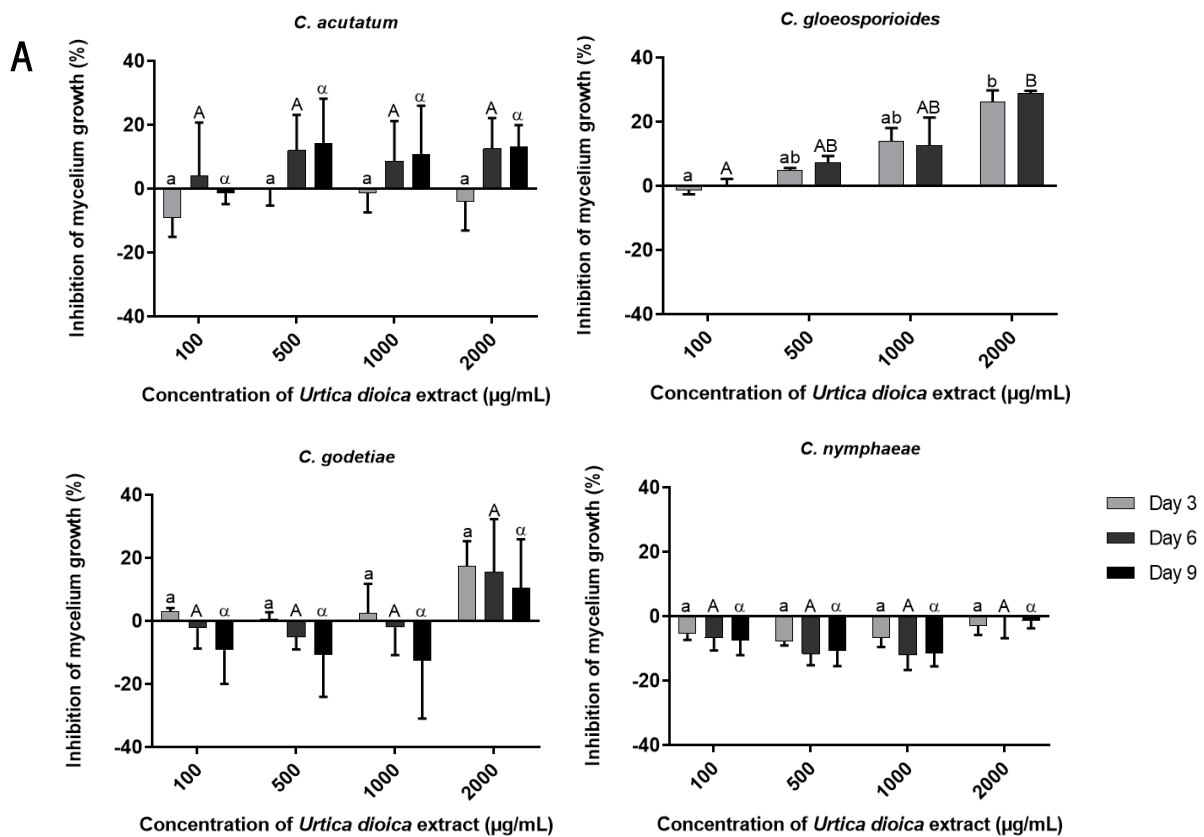 A
C. acutatum
Inhibition of mycelium growth (%)
40
20
0
-20
-40
a A α
a A α
a A α
a A α
100 500 1000 2000
Concentration of Urtica dioica extract (µg/mL)
C. gloeosporioides
Inhibition of mycelium growth (%)
40
20
0
-20
-40
a A
ab AB
ab AB
b B
100 500 1000 2000
Concentration of Urtica dioica extract (µg/mL)
C. godetiae
Inhibition of mycelium growth (%)
40
20
0
-20
-40
a A α
a A α
a A α
a A α
100 500 1000 2000
Concentration of Urtica dioica extract (µg/mL)
C. nymphaeae
Inhibition of mycelium growth (%)
40
20
0
-20
-40
a A α
a A α
a A α
a A α
100 500 1000 2000
Concentration of Urtica dioica extract (µg/mL)
Day 3
Day 6
Day 9